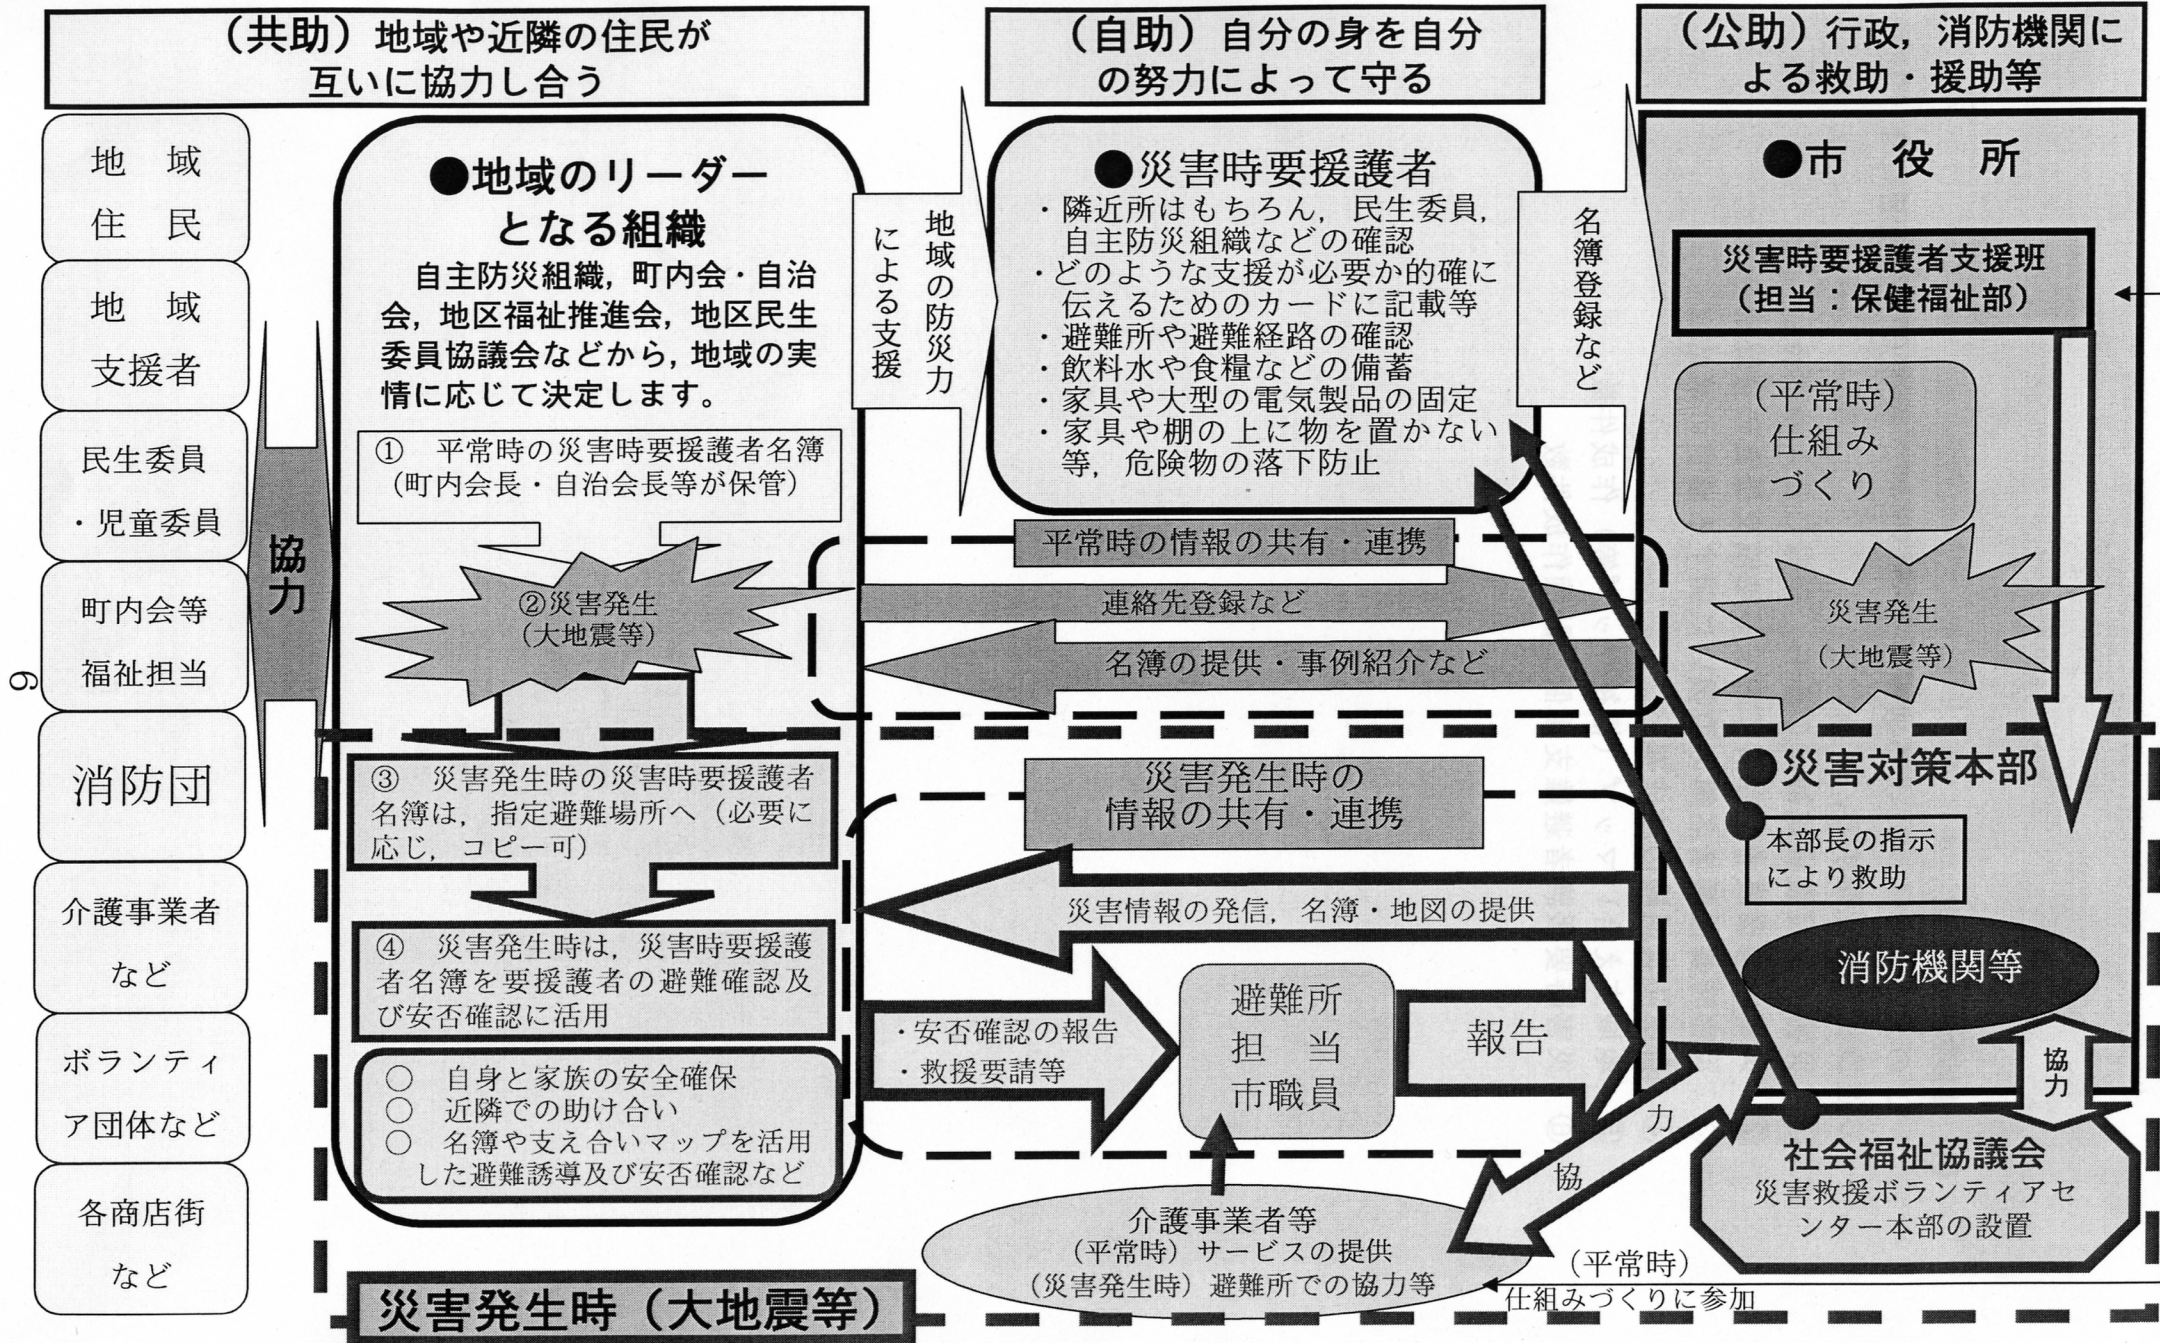 （共助）地域や近隣の住民が
互いに協力し合う
（自助）自分の身を自分
の努力によって守る
（公助）行政，消防機関に
よる救助・援助等
地　域
住　民
地　域
支援者
民生委員
・児童委員
町内会等
福祉担当
消防団
介護事業者
など
ボランティ
ア団体など
各商店街
など
協力
●地域のリーダー
となる組織
自主防災組織，町内会・自治
会，地区福祉推進会，地区民生
委員協議会などから，地域の実
情に応じて決定します。
①　平常時の災害時要援護者名簿
（町内会長・自治会長等が保管）
②災害発生
（大地震等）
③　災害発生時の災害時要援護者
名簿は，指定避難場所へ（必要に
応じ，コピー可）
④　災害発生時は，災害時要援護
者名簿を要援護者の避難確認及
び安否確認に活用
○　自身と家族の安全確保
○　近隣での助け合い
○　名簿や支え合いマップを活用
した避難誘導及び安否確認など
地域の防災力
による支援
●災害時要援護者
・隣近所はもちろん，民生委員，
自主防災組織などの確認
・どのような支援が必要か的確に
伝えるためのカードに記載等
・避難所や避難経路の確認
・飲料水や食糧などの備蓄
・家具や大型の電気製品の固定
・家具や棚の上に物を置かない
等，危険物の落下防止
名簿登録など
平常時の情報の共有・連携
連絡先登録など
名簿の提供・事例紹介など
災害発生時の
情報の共有・連携
災害情報の発信，名簿・地図の提供
・安否確認の報告
・救援要請等
避難所
担　当
市職員
報告
協力
介護事業者等
（平常時）サービスの提供
（災害発生時）避難所での協力等
（平常時）
仕組みづくりに参加
●市　役　所
災害時要援護者支援班
（担当：保健福祉部）
（平常時）
仕組み
づくり
災害発生
（大地震等）
●災害対策本部
本部長の指示
により救助
消防機関等
協力
社会福祉協議会
災害救援ボランティアセ
ンター本部の設置
災害発生時（大地震等）
9